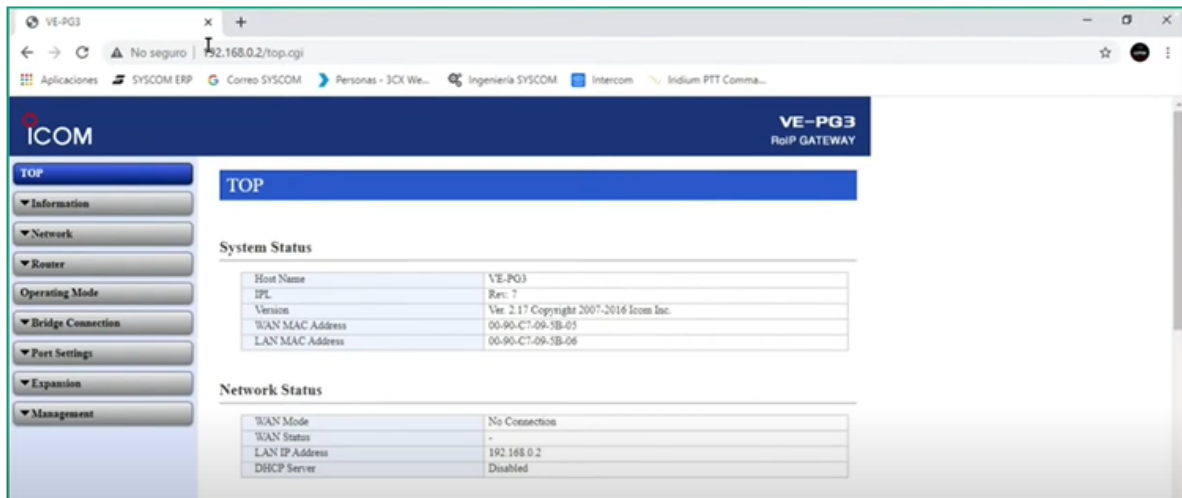 VE-PG3
No seguro | 192.168.0.2/top.cgi
Aplicaciones SYSCOM ERP Correo SYSCOM Personas - 3CX We... Ingeniería SYSCOM Intercom Iridium PTT Comma...
ICOM
VE-PG3
RoIP GATEWAY
TOP
Information
Network
Router
Operating Mode
Bridge Connection
Port Settings
Expansion
Management
TOP
System Status
Host Name VE-PG3
IPL Rev: 7
Version Ver. 2.17 Copyright 2007-2016 Icom Inc.
WAN MAC Address 00-90-C7-09-5B-05
LAN MAC Address 00-90-C7-09-5B-06
Network Status
WAN Mode No Connection
WAN Status -
LAN IP Address 192.168.0.2
DHCP Server Disabled